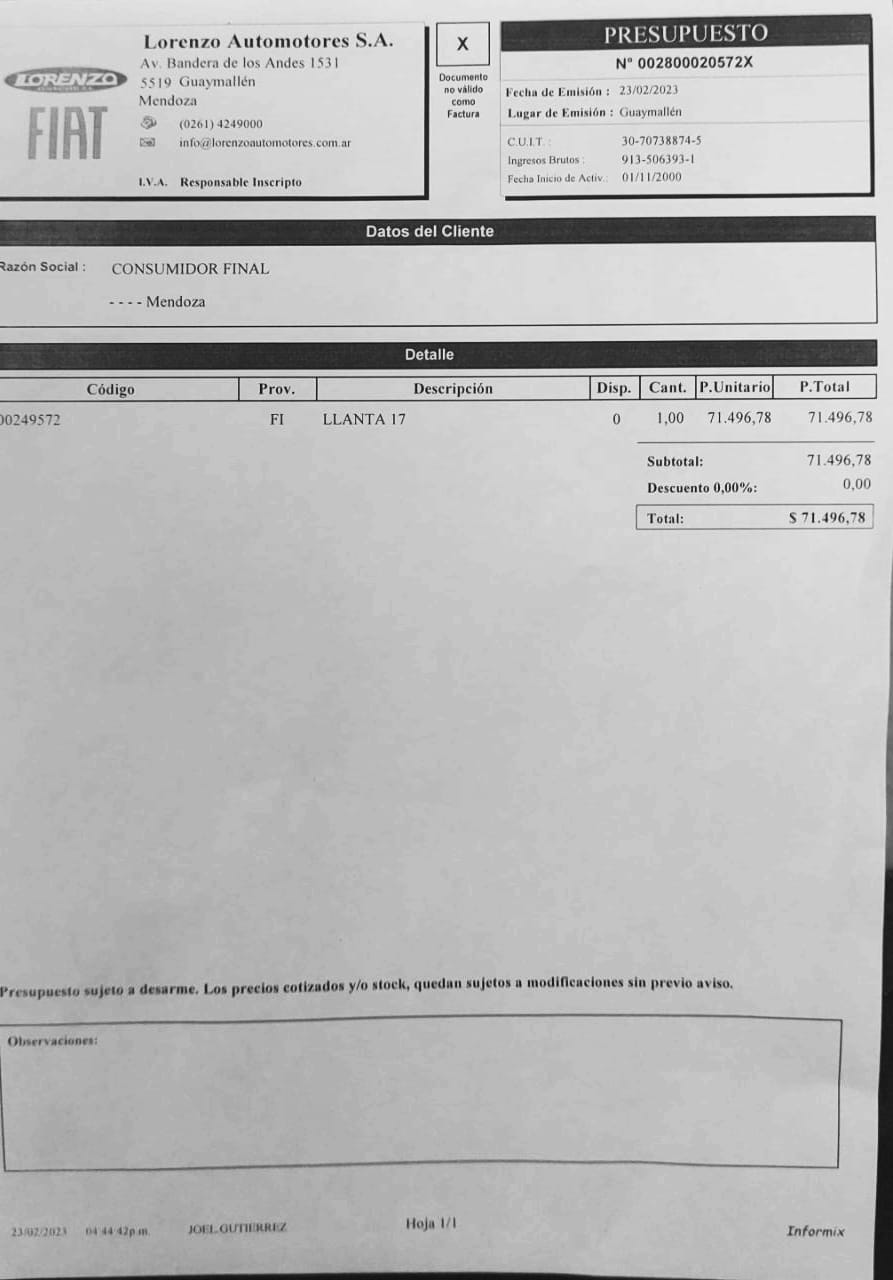 LORENZO
FIAT
Lorenzo Automotores S.A.
Av. Bandera de los Andes 1531
5519 Guaymallén
Mendoza
(0261) 4249000
info@lorenzoautomotores.com.ar
I.V.A. Responsable Inscripto
X
Documento
no válido
como
Factura
PRESUPUESTO
N° 002800020572X
Fecha de Emisión : 23/02/2023
Lugar de Emisión : Guaymallén
C.U.I.T. : 30-70738874-5
Ingresos Brutos : 913-506393-1
Fecha Inicio de Activ.: 01/11/2000
Datos del Cliente
Razón Social : CONSUMIDOR FINAL
- - - - Mendoza
Detalle
Código Prov. Descripción Disp. Cant. P.Unitario P.Total
00249572 FI LLANTA 17 0 1,00 71.496,78 71.496,78
Subtotal: 71.496,78
Descuento 0,00%: 0,00
Total: $ 71.496,78
Presupuesto sujeto a desarme. Los precios cotizados y/o stock, quedan sujetos a modificaciones sin previo aviso.
Observaciones:
23/02/2023 04:44:42p.m. JOEL.GUTIERREZ Hoja 1/1 Informix